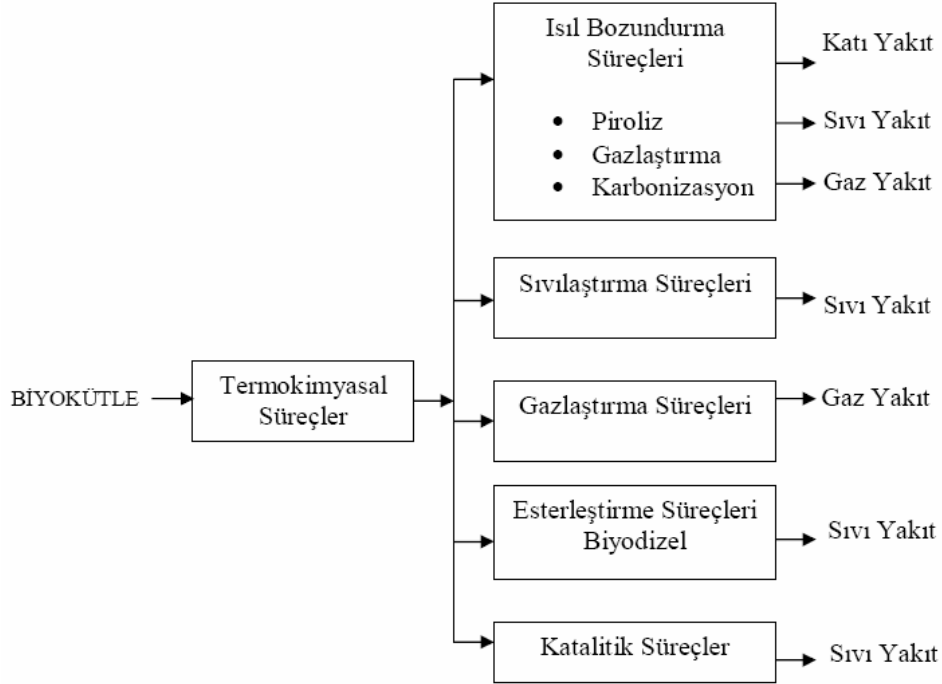 Isıl Bozundurma
Süreçleri
• Piroliz
• Gazlaştırma
• Karbonizasyon
Katı Yakıt
Sıvı Yakıt
Gaz Yakıt
Sıvılaştırma Süreçleri
Sıvı Yakıt
BİYOKÜTLE
Termokimyasal
Süreçler
Gazlaştırma Süreçleri
Gaz Yakıt
Esterleştirme Süreçleri
Biyodizel
Sıvı Yakıt
Katalitik Süreçler
Sıvı Yakıt